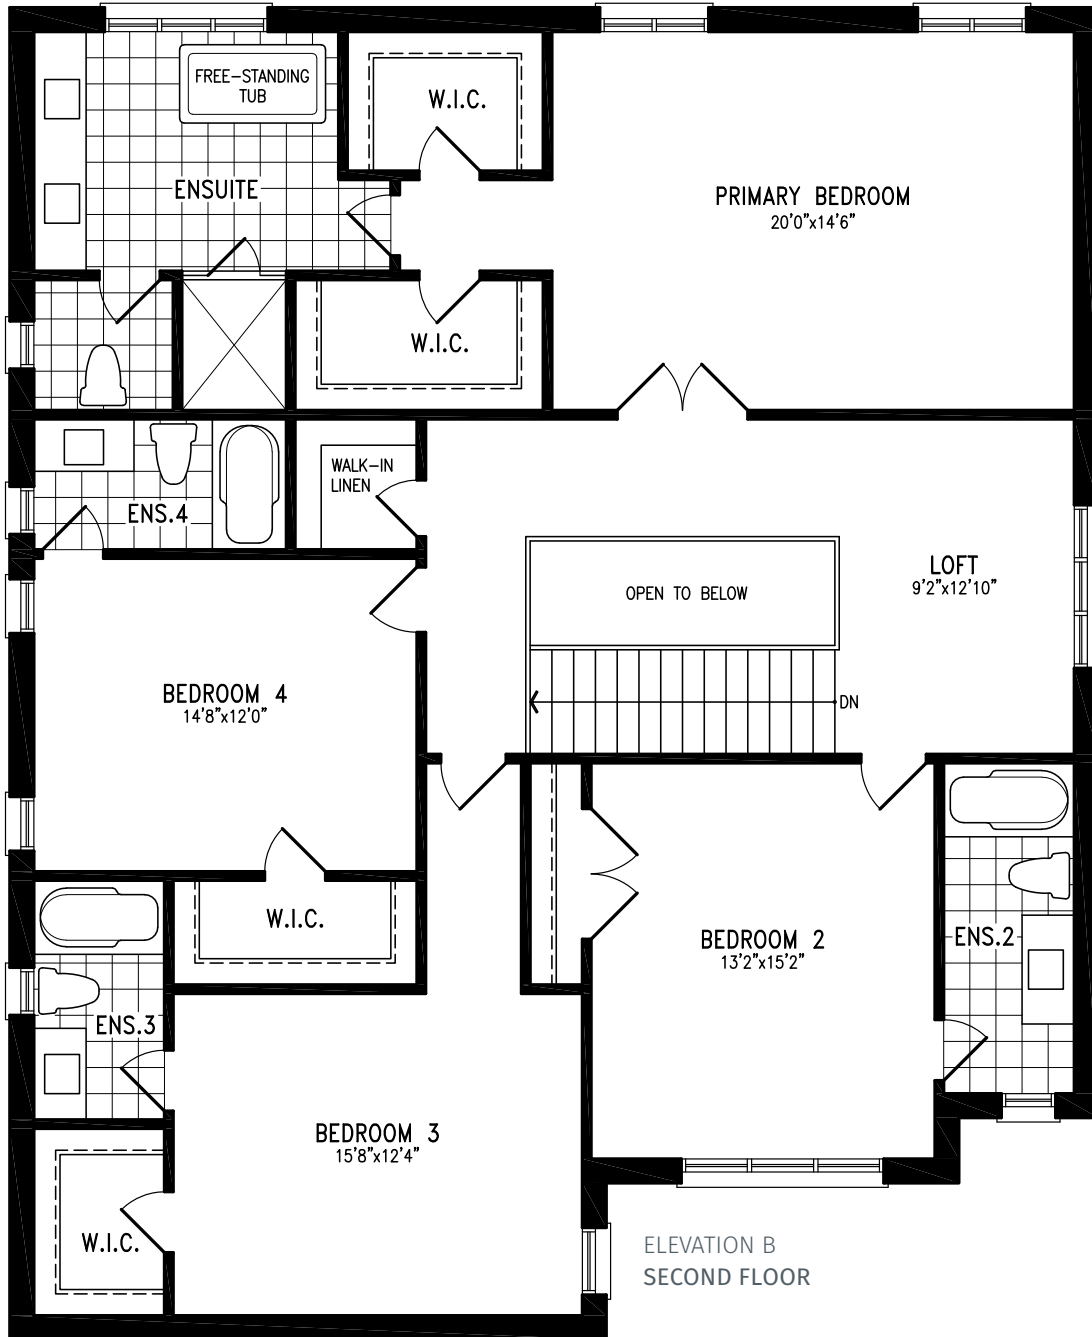 FREE-STANDING
TUB
W.I.C.
ENSUITE
PRIMARY BEDROOM
20'0"x14'6"
W.I.C.
WALK-IN
LINEN
ENS.4
OPEN TO BELOW
LOFT
9'2"x12'10"
BEDROOM 4
14'8"x12'0"
DN
W.I.C.
BEDROOM 2
13'2"x15'2"
ENS.2
ENS.3
BEDROOM 3
15'8"x12'4"
W.I.C.
ELEVATION B
SECOND FLOOR